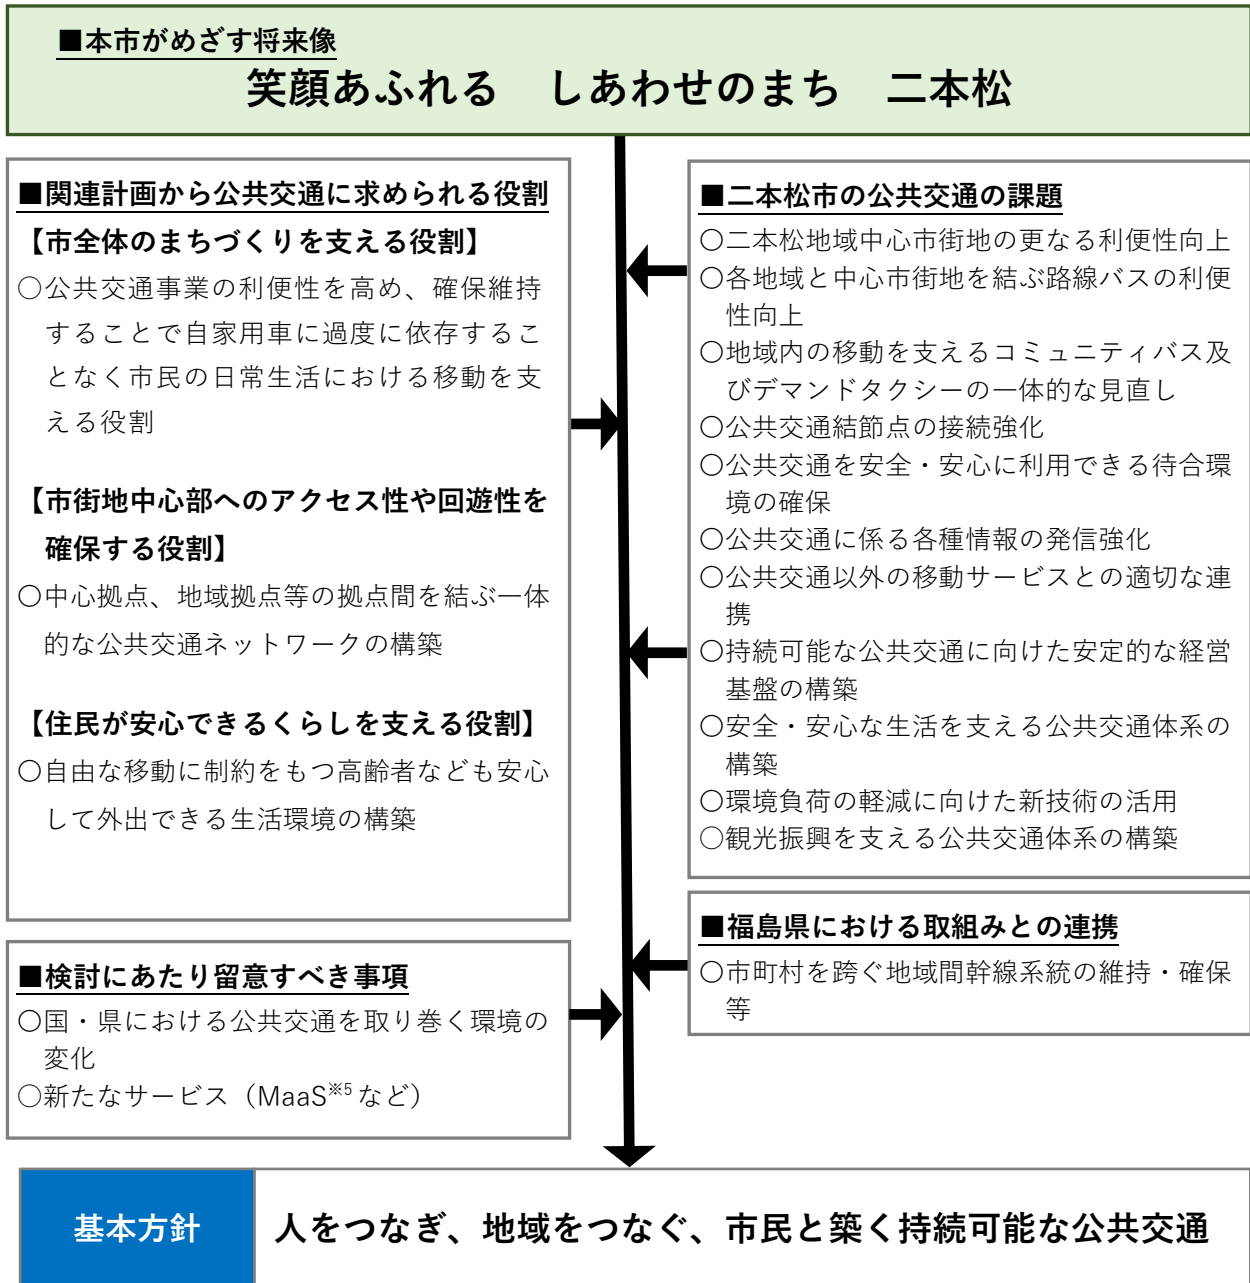 ■本市がめざす将来像
笑顔あふれる　しあわせのまち　二本松
■関連計画から公共交通に求められる役割
【市全体のまちづくりを支える役割】
○公共交通事業の利便性を高め、確保維持
することで自家用車に過度に依存するこ
となく市民の日常生活における移動を支
える役割
【市街地中心部へのアクセス性や回遊性を
確保する役割】
○中心拠点、地域拠点等の拠点間を結ぶ一体
的な公共交通ネットワークの構築
【住民が安心できるくらしを支える役割】
○自由な移動に制約をもつ高齢者なども安心
して外出できる生活環境の構築
■検討にあたり留意すべき事項
○国・県における公共交通を取り巻く環境の
変化
○新たなサービス（MaaS※5など）
■二本松市の公共交通の課題
○二本松地域中心市街地の更なる利便性向上
○各地域と中心市街地を結ぶ路線バスの利便
性向上
○地域内の移動を支えるコミュニティバス及
びデマンドタクシーの一体的な見直し
○公共交通結節点の接続強化
○公共交通を安全・安心に利用できる待合環
境の確保
○公共交通に係る各種情報の発信強化
○公共交通以外の移動サービスとの適切な連
携
○持続可能な公共交通に向けた安定的な経営
基盤の構築
○安全・安心な生活を支える公共交通体系の
構築
○環境負荷の軽減に向けた新技術の活用
○観光振興を支える公共交通体系の構築
■福島県における取組みとの連携
○市町村を跨ぐ地域間幹線系統の維持・確保
等
基本方針
人をつなぎ、地域をつなぐ、市民と築く持続可能な公共交通